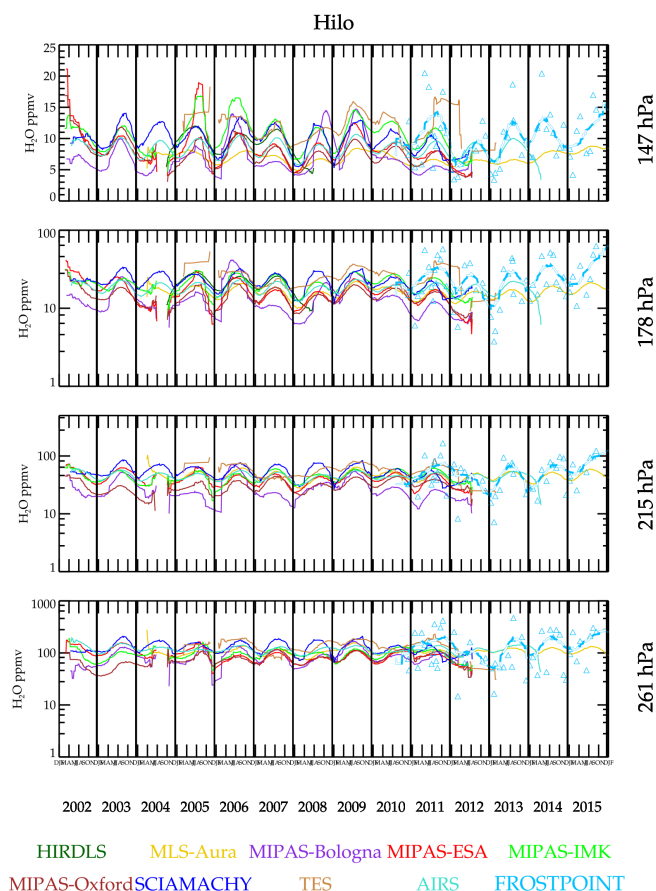 Hilo
25
20
15
10
5
0
H₂O ppmv
147 hPa
100
10
1
H₂O ppmv
178 hPa
100
10
1
H₂O ppmv
215 hPa
1000
100
10
1
H₂O ppmv
261 hPa
2002 2003 2004 2005 2006 2007 2008 2009 2010 2011 2012 2013 2014 2015
HIRDLS MLS-Aura MIPAS-Bologna MIPAS-ESA MIPAS-IMK
MIPAS-Oxford SCIAMACHY TES AIRS FROSTPOINT